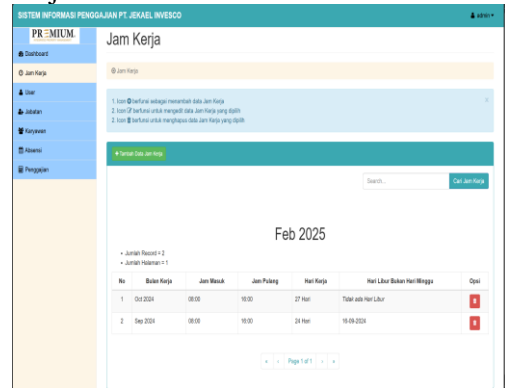 SISTEM INFORMASI PENGGAJIAN PT. JEKAEL INVESCO
admin
PREMIUM.
Jam Kerja
Dashboard
Jam Kerja
User
Jabatan
Karyawan
Absensi
Penggajian
Jam Kerja
1. Icon berfunsi sebagai menambah data Jam Kerja
2. Icon berfunsi untuk mengedit data Jam Kerja yang dipilih
2. Icon berfunsi untuk menghapus data Jam Kerja yang dipilih
x
+ Tambah Data Jam Kerja
Search...
Cari Jam Kerja
Feb 2025
Jumlah Record = 2
Jumlah Halaman = 1
No Bulan Kerja Jam Masuk Jam Pulang Hari Kerja Hari Libur Bukan Hari Minggu Opsi
1 Oct 2024 08:00 16:00 27 Hari Tidak ada Hari Libur
2 Sep 2024 08:00 16:00 24 Hari 16-09-2024
« ‹ Page 1 of 1 › »